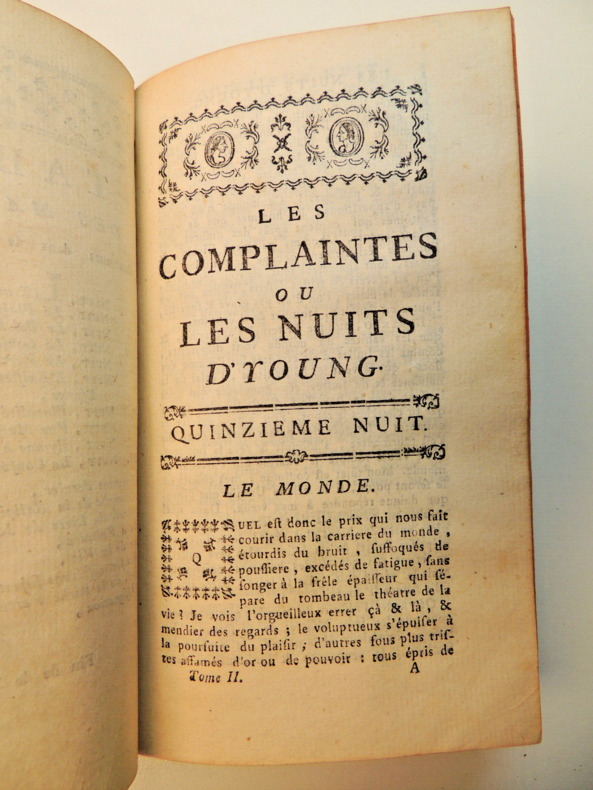 LES
COMPLAINTES
OU
LES NUITS
D'YOUNG.
QUINZIEME NUIT.
LE MONDE.
QUEL eſt donc le prix qui nous fait
courir dans la carriere du monde,
étourdis du bruit, ſuffoqués de
pouſſiere, excédés de fatigue, ſans
ſonger à la frêle épaiſſeur qui ſé-
pare du tombeau le théatre de la
vie? Je vois l'orgueilleux errer çà & là, &
mendier des regards; le voluptueux s'épuiſer à
la pourſuite du plaiſir; d'autres fous plus triſ-
tes affamés d'or ou de pouvoir: tous épris de
Tome II. A